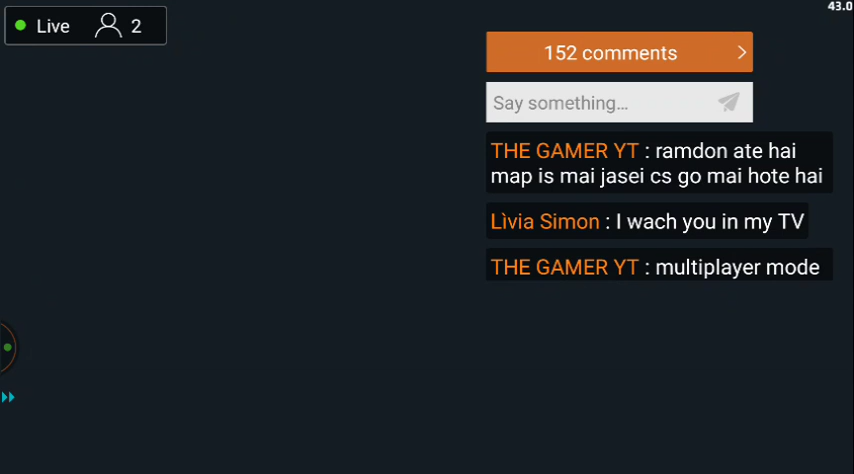 43.0
Live 2
152 comments
Say something...
THE GAMER YT : ramdon ate hai
map is mai jasei cs go mai hote hai
Lìvia Simon : I wach you in my TV
THE GAMER YT : multiplayer mode